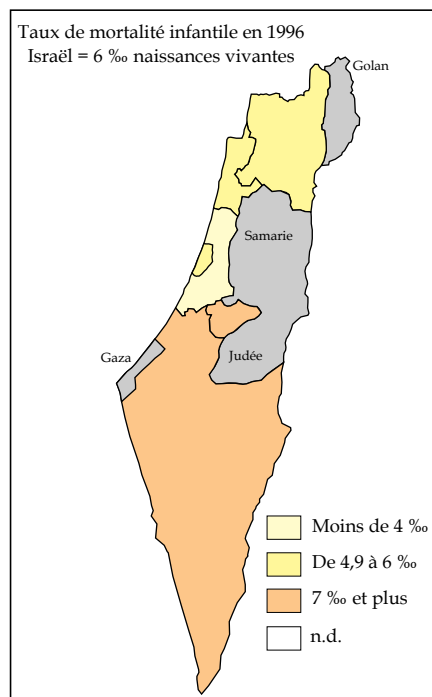 Taux de mortalité infantile en 1996
Israël = 6 ‰ naissances vivantes
Golan
Samarie
Gaza
Judée
Moins de 4 ‰
De 4,9 à 6 ‰
7 ‰ et plus
n.d.